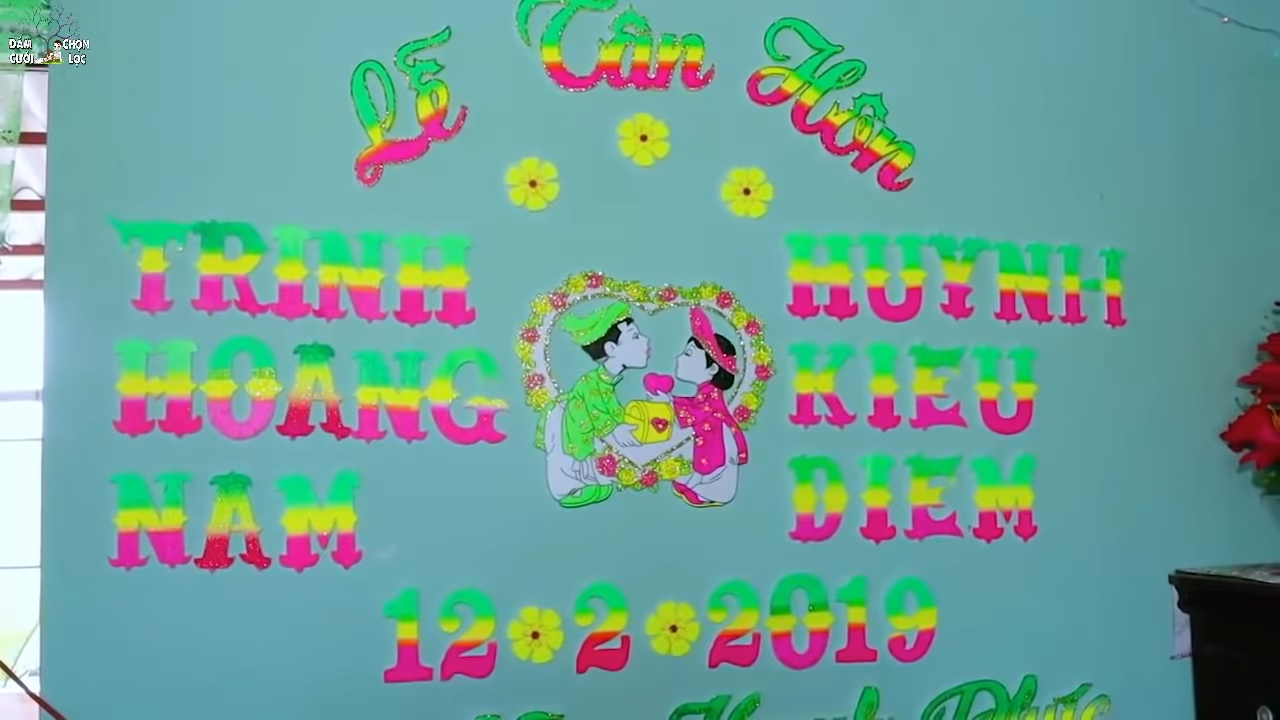 ĐÁM CHỌN
CƯỚI LỌC
Lễ Tân Hôn
TRINH HUYNH
HOANG KIEU
NAM DIEM
12 2 2019